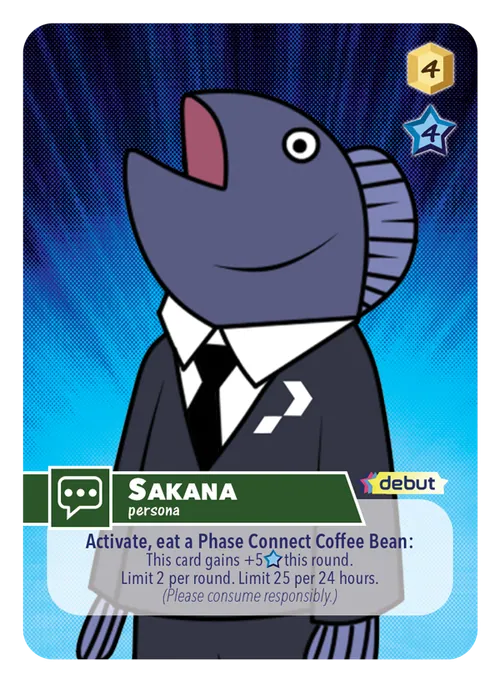 4
4
SAKANA
debut
persona
Activate, eat a Phase Connect Coffee Bean:
This card gains +5 this round.
Limit 2 per round. Limit 25 per 24 hours.
(Please consume responsibly.)